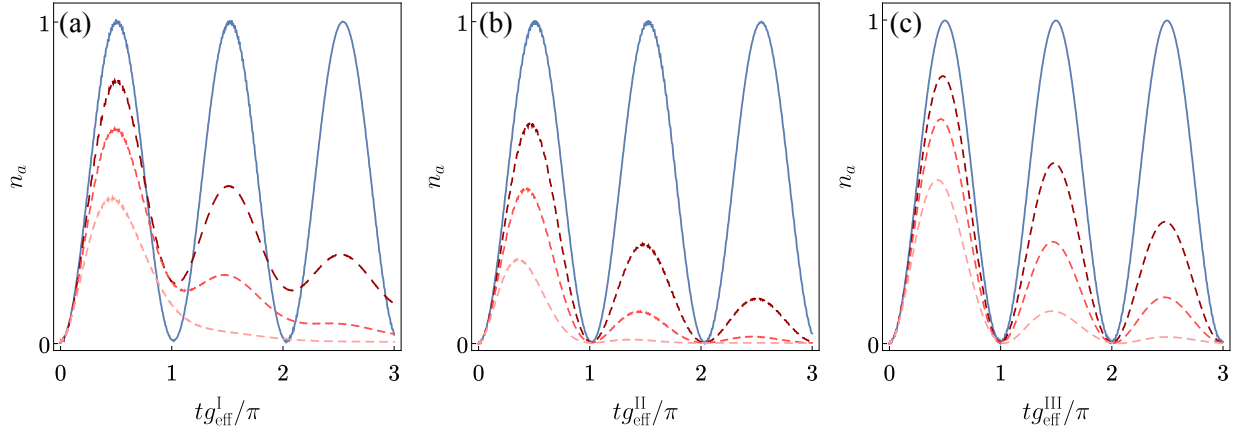 (a)
1
n_a
0
0 1 2 3
tg_eff^I/π
(b)
1
n_a
0
0 1 2 3
tg_eff^II/π
(c)
1
n_a
0
0 1 2 3
tg_eff^III/π